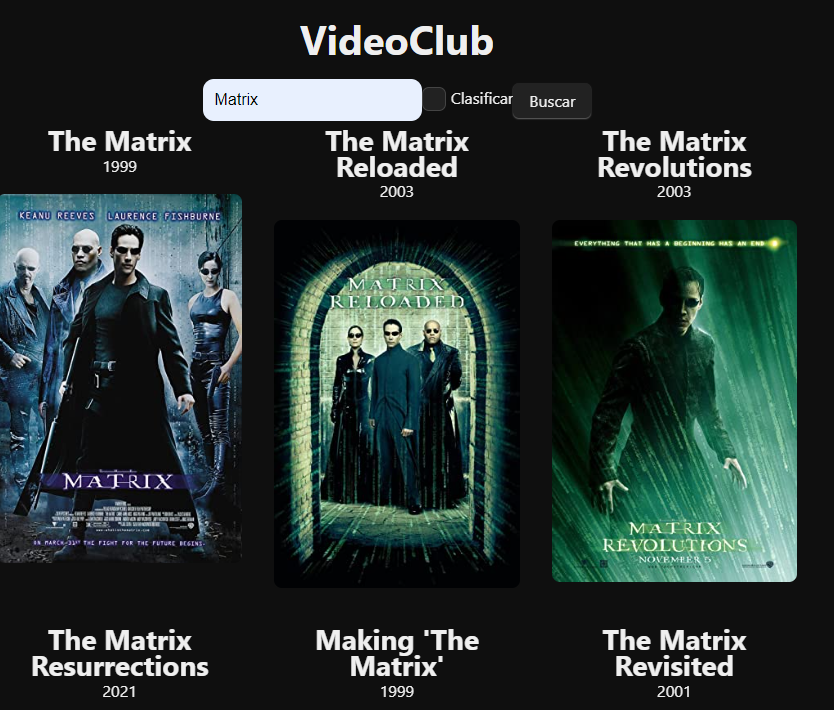 VideoClub
Matrix
Clasificar
Buscar
The Matrix
1999
The Matrix
Reloaded
2003
The Matrix
Revolutions
2003
KEANU REEVES LAURENCE FISHBURNE
MATRIX
ON MARCH 31ST THE FIGHT FOR THE FUTURE BEGINS.
MATRIX
RELOADED
EVERYTHING THAT HAS A BEGINNING HAS AN END
MATRIX
REVOLUTIONS
NOVEMBER 5
The Matrix
Resurrections
2021
Making 'The
Matrix'
1999
The Matrix
Revisited
2001